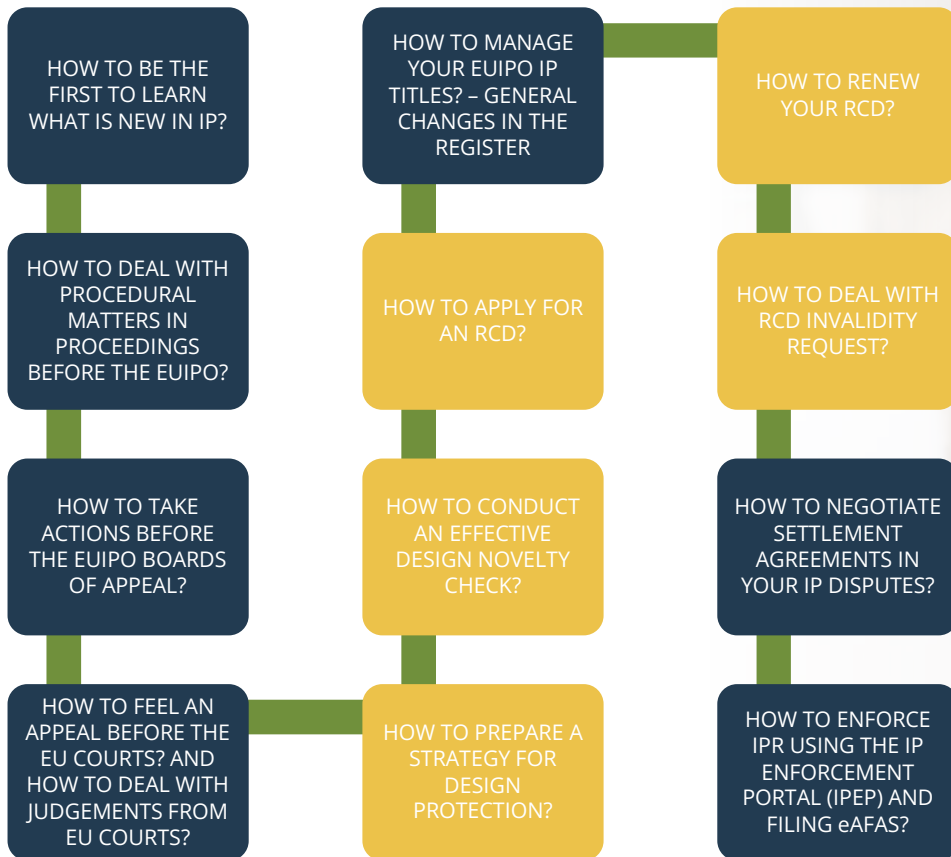 HOW TO BE THE
FIRST TO LEARN
WHAT IS NEW IN IP?
HOW TO DEAL WITH
PROCEDURAL
MATTERS IN
PROCEEDINGS
BEFORE THE EUIPO?
HOW TO TAKE
ACTIONS BEFORE
THE EUIPO BOARDS
OF APPEAL?
HOW TO FEEL AN
APPEAL BEFORE THE
EU COURTS? AND
HOW TO DEAL WITH
JUDGEMENTS FROM
EU COURTS?
HOW TO PREPARE A
STRATEGY FOR
DESIGN
PROTECTION?
HOW TO CONDUCT
AN EFFECTIVE
DESIGN NOVELTY
CHECK?
HOW TO APPLY FOR
AN RCD?
HOW TO MANAGE
YOUR EUIPO IP
TITLES? – GENERAL
CHANGES IN THE
REGISTER
HOW TO RENEW
YOUR RCD?
HOW TO DEAL WITH
RCD INVALIDITY
REQUEST?
HOW TO NEGOTIATE
SETTLEMENT
AGREEMENTS IN
YOUR IP DISPUTES?
HOW TO ENFORCE
IPR USING THE IP
ENFORCEMENT
PORTAL (IPEP) AND
FILING eAFAS?